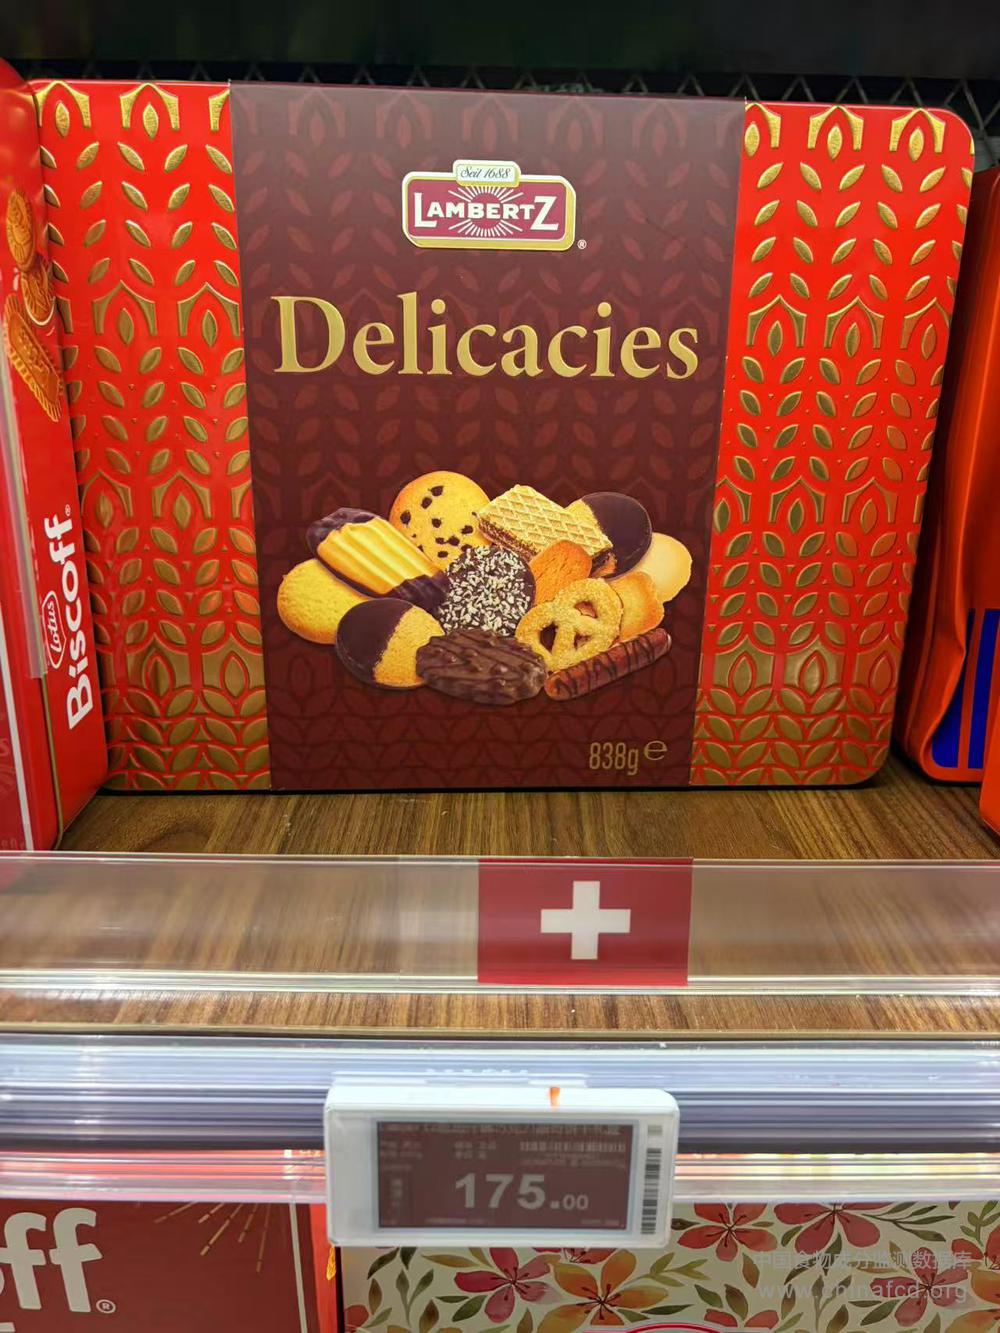 Seit 1688
LAMBERTZ
®
Delicacies
838g e
Lotus
Biscoff®
175.00
ff®
中国食物成分监测数据库
www.chinafcd.org